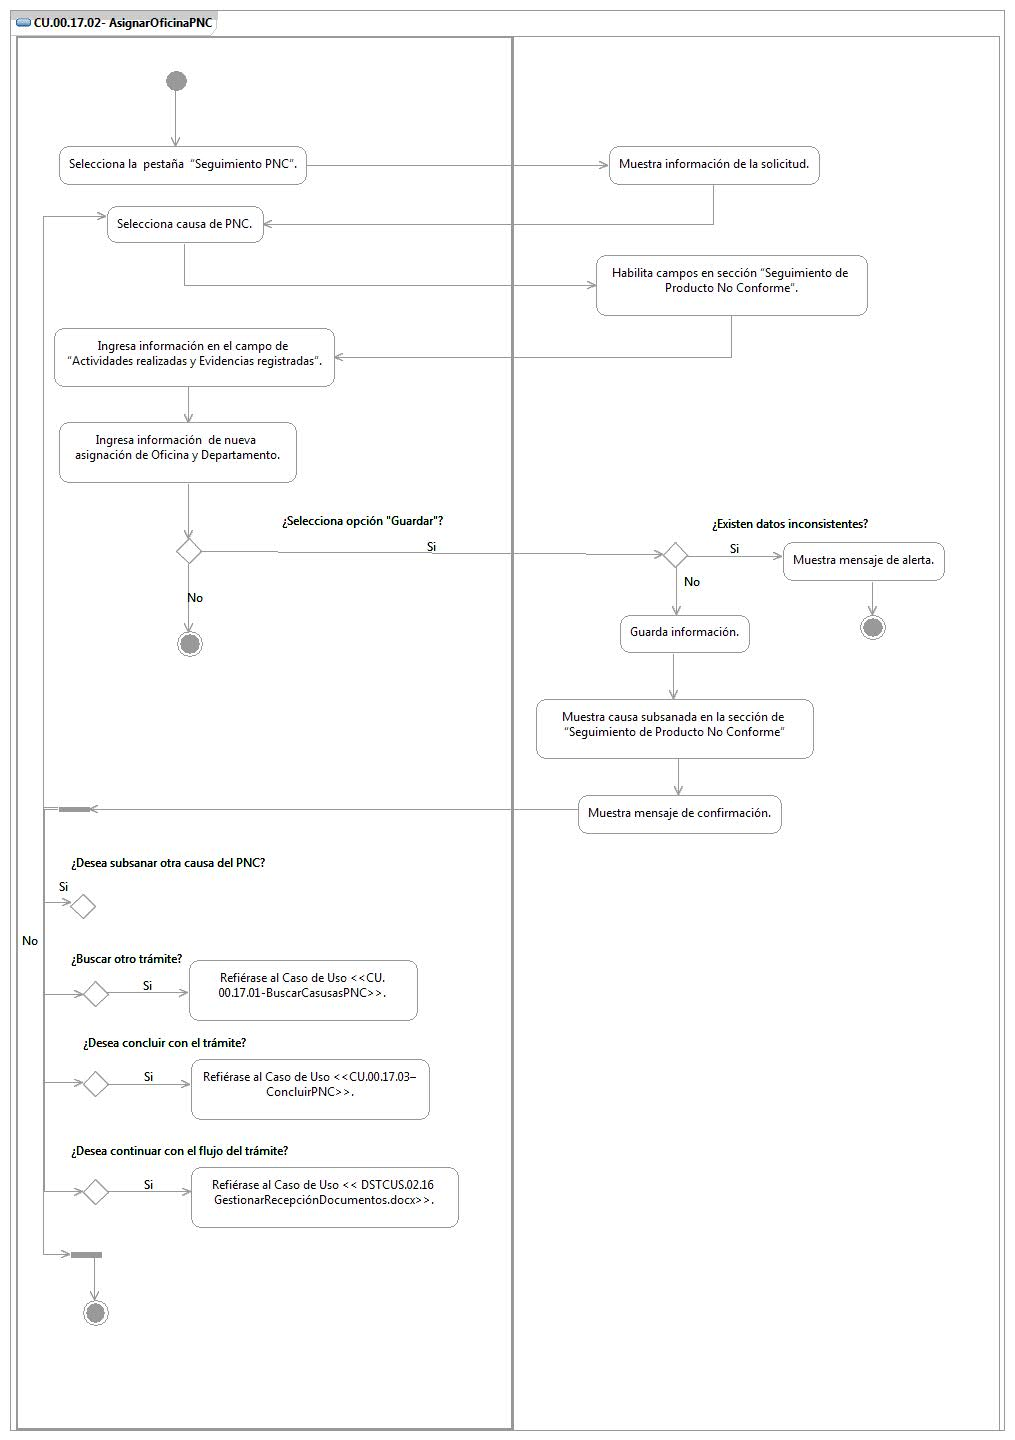 CU.00.17.02- AsignarOficinaPNC
Selecciona la  pestaña  “Seguimiento PNC”.
Muestra información de la solicitud.
Selecciona causa de PNC.
Habilita campos en sección “Seguimiento de
Producto No Conforme”.
Ingresa información en el campo de
“Actividades realizadas y Evidencias registradas”.
Ingresa información  de nueva
asignación de Oficina y Departamento.
¿Selecciona opción "Guardar"?
Si
No
¿Existen datos inconsistentes?
Si
Muestra mensaje de alerta.
No
Guarda información.
Muestra causa subsanada en la sección de
“Seguimiento de Producto No Conforme”
Muestra mensaje de confirmación.
¿Desea subsanar otra causa del PNC?
Si
No
¿Buscar otro trámite?
Si
Refiérase al Caso de Uso <<CU.
00.17.01-BuscarCasusasPNC>>.
¿Desea concluir con el trámite?
Si
Refiérase al Caso de Uso <<CU.00.17.03–
ConcluirPNC>>.
¿Desea continuar con el flujo del trámite?
Si
Refiérase al Caso de Uso << DSTCUS.02.16
GestionarRecepciónDocumentos.docx>>.